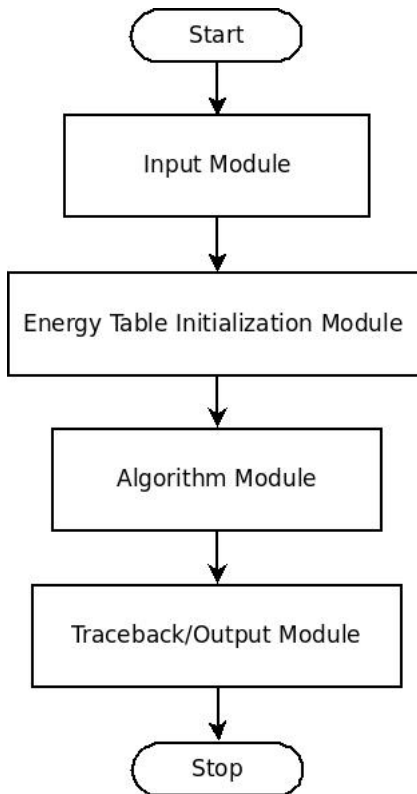 Start
Input Module
Energy Table Initialization Module
Algorithm Module
Traceback/Output Module
Stop